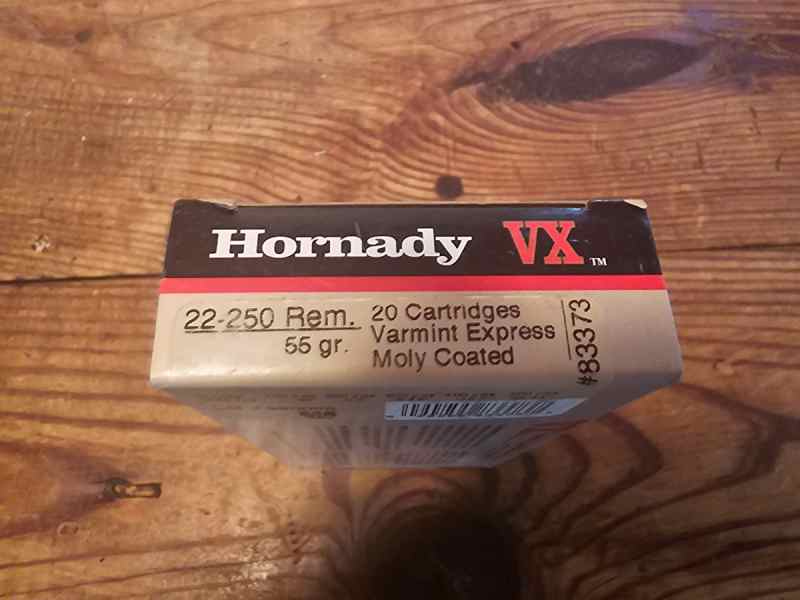 Hornady VX™
22-250 Rem.
55 gr.
20 Cartridges
Varmint Express
Moly Coated
#83373